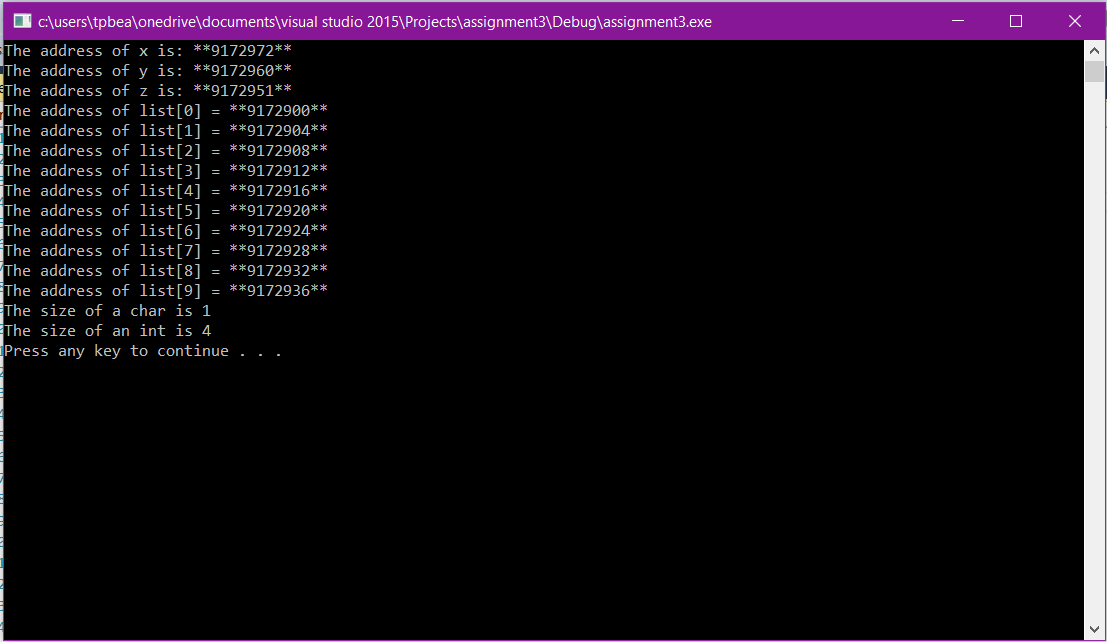 c:\users\tpbea\onedrive\documents\visual studio 2015\Projects\assignment3\Debug\assignment3.exe
The address of x is: **9172972**
The address of y is: **9172960**
The address of z is: **9172951**
The address of list[0] = **9172900**
The address of list[1] = **9172904**
The address of list[2] = **9172908**
The address of list[3] = **9172912**
The address of list[4] = **9172916**
The address of list[5] = **9172920**
The address of list[6] = **9172924**
The address of list[7] = **9172928**
The address of list[8] = **9172932**
The address of list[9] = **9172936**
The size of a char is 1
The size of an int is 4
Press any key to continue . . .